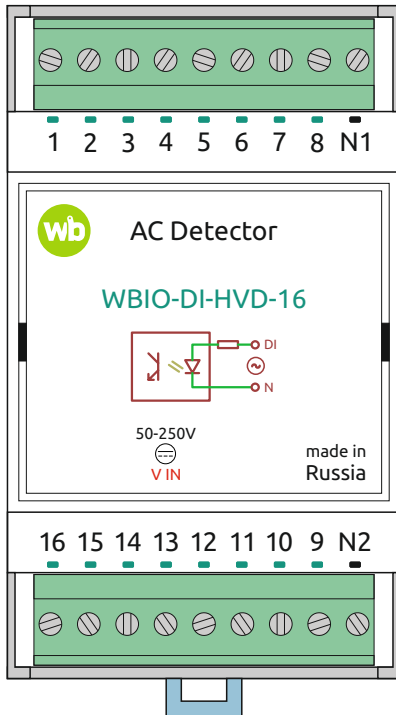 1 2 3 4 5 6 7 8 N1
wb AC Detector
WBIO-DI-HVD-16
DI
N
50-250V
V IN
made in
Russia
16 15 14 13 12 11 10 9 N2